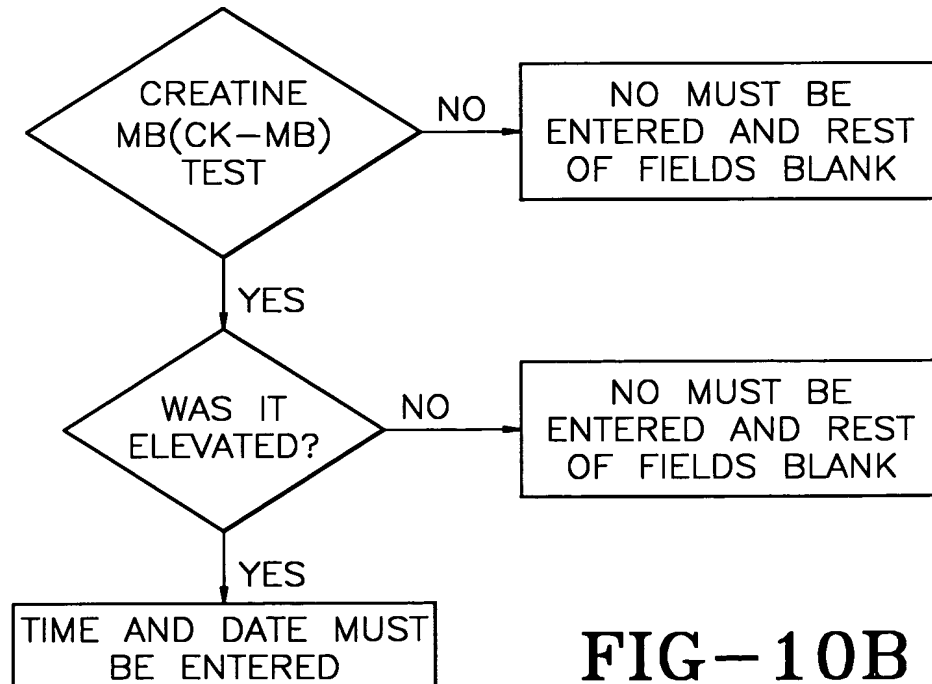 CREATINE
MB(CK-MB)
TEST
NO
NO MUST BE
ENTERED AND REST
OF FIELDS BLANK
YES
WAS IT
ELEVATED?
NO
NO MUST BE
ENTERED AND REST
OF FIELDS BLANK
YES
TIME AND DATE MUST
BE ENTERED
FIG-10B